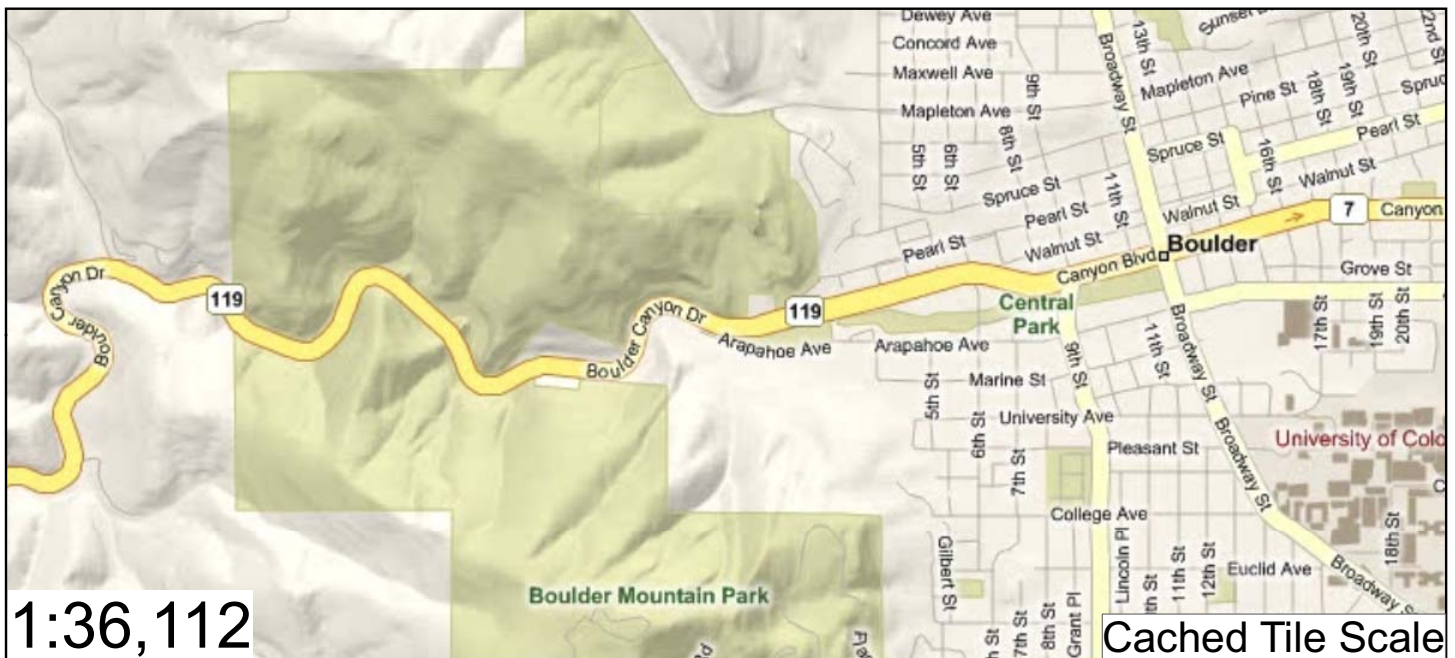 Dewey Ave
Concord Ave
Maxwell Ave
Mapleton Ave
5th St
6th St
8th St
9th St
Spruce St
Pearl St
Pearl St
Walnut St
11th St
Broadway St
13th St
Mapleton Ave
Pine St
18th St
19th St
20th St
Pearl St
Spruce St
16th St
Walnut St
Walnut St
7
Canyon
Boulder
Canyon Blvd
Grove St
Boulder Canyon Dr
119
Boulder Canyon Dr
119
Arapahoe Ave
Central
Park
Arapahoe Ave
9th St
11th St
Broadway St
17th St
19th St
20th St
5th St
Marine St
6th St
University Ave
7th St
Pleasant St
Broadway St
University of Colo
College Ave
Gilbert St
Lincoln Pl
11th St
12th St
Euclid Ave
18th St
Broadway St
7th St
8th St
Grant Pl
Boulder Mountain Park
1:36,112
Cached Tile Scale